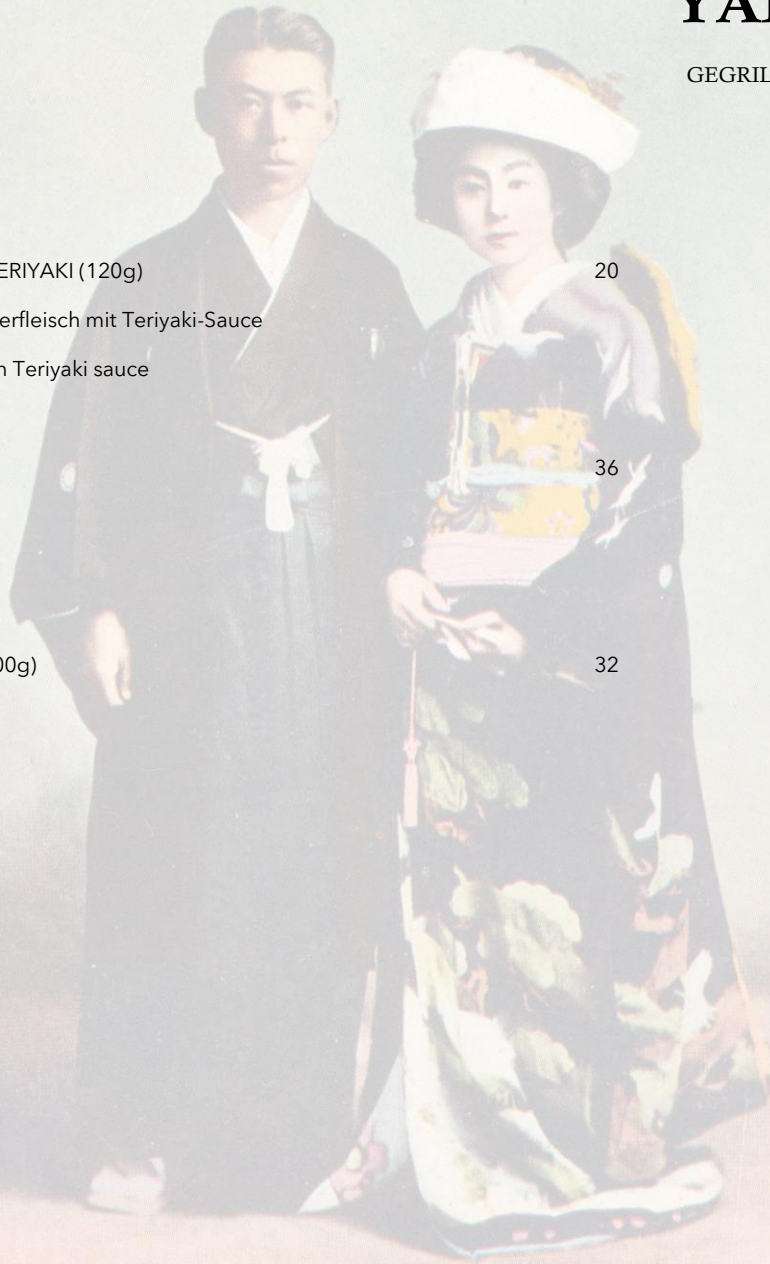 YA
GEGRIL
ERIYAKI (120g) 20
erfleisch mit Teriyaki-Sauce
n Teriyaki sauce
36
00g) 32